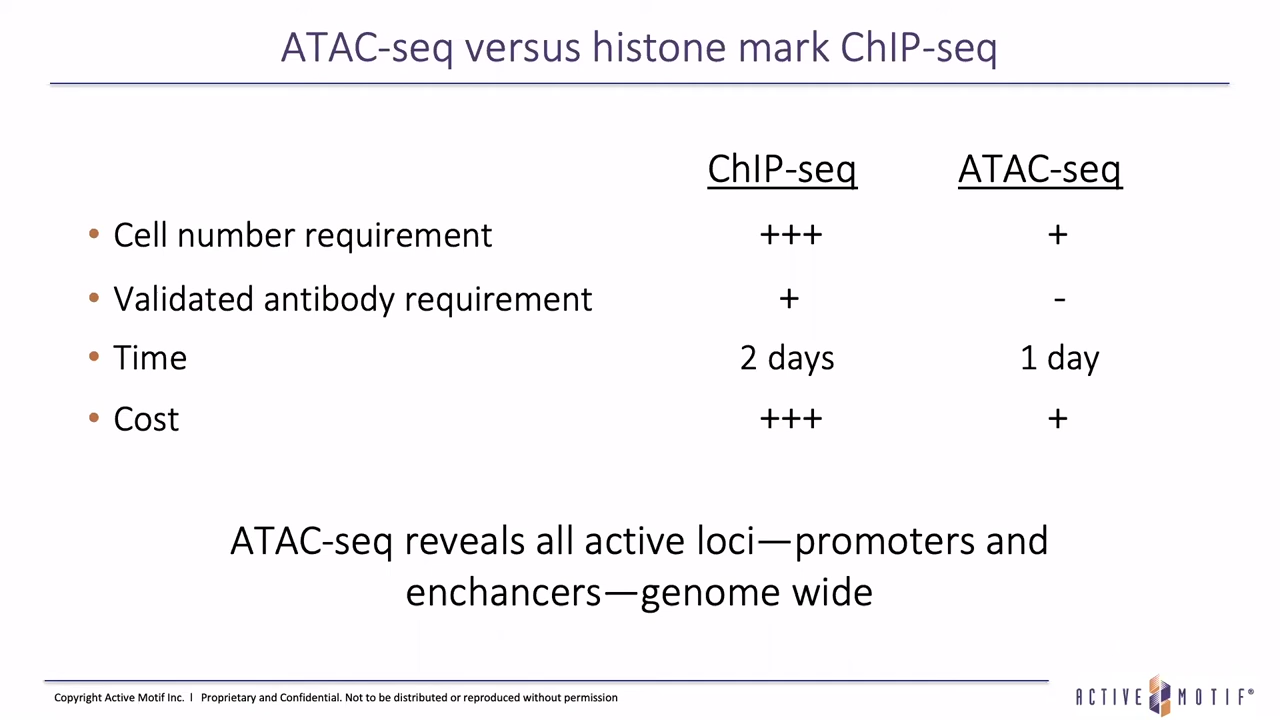 ATAC-seq versus histone mark ChIP-seq
ChIP-seq ATAC-seq
• Cell number requirement +++ +
• Validated antibody requirement + -
• Time 2 days 1 day
• Cost +++ +
ATAC-seq reveals all active loci—promoters and
enchancers—genome wide
Copyright Active Motif Inc. I Proprietary and Confidential. Not to be distributed or reproduced without permission
ACTIVE MOTIF®